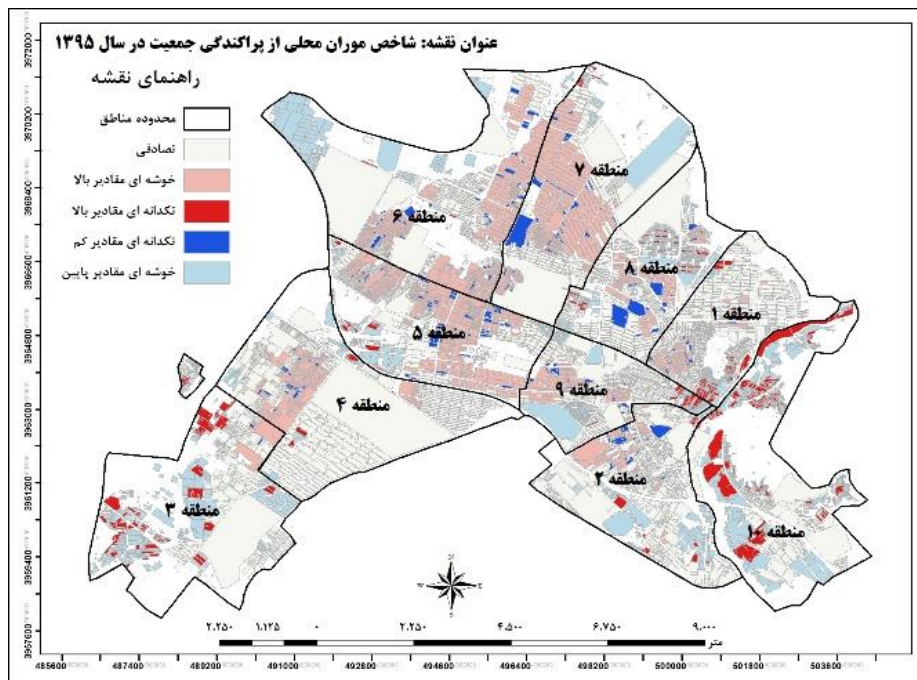 عنوان نقشه: شاخص موران محلی از پراکندگی جمعیت در سال ۱۳۹۵
راهنمای نقشه
محدوده مناطق
تصادفی
خوشه ای مقادیر بالا
تکدانه ای مقادیر بالا
تکدانه ای مقادیر کم
خوشه ای مقادیر پایین
منطقه ۷
منطقه ۶
منطقه ۸
منطقه ۱
منطقه ۵
منطقه ۹
منطقه ۴
منطقه ۲
منطقه ۳
منطقه ۱۰
N
W E
S
۲.۲۵۰ ۱.۱۲۵ ۰ ۲.۲۵۰ ۴.۵۰۰ ۶.۷۵۰ ۹.۰۰۰
متر
3972000
3970200
3968400
3966600
3964800
3963000
3961200
3959400
3957600
485600 487400 489200 491000 492800 494600 496400 498200 500000 501800 503600